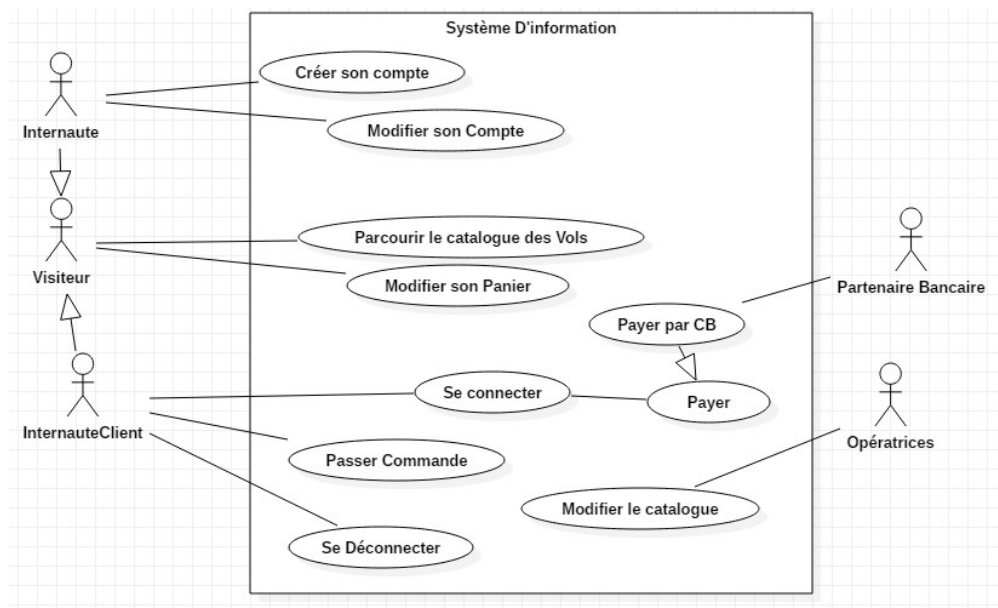 Système D'information
Créer son compte
Internaute
Modifier son Compte
Parcourir le catalogue des Vols
Visiteur
Modifier son Panier
Partenaire Bancaire
Payer par CB
Se connecter
Payer
InternauteClient
Opératrices
Passer Commande
Modifier le catalogue
Se Déconnecter